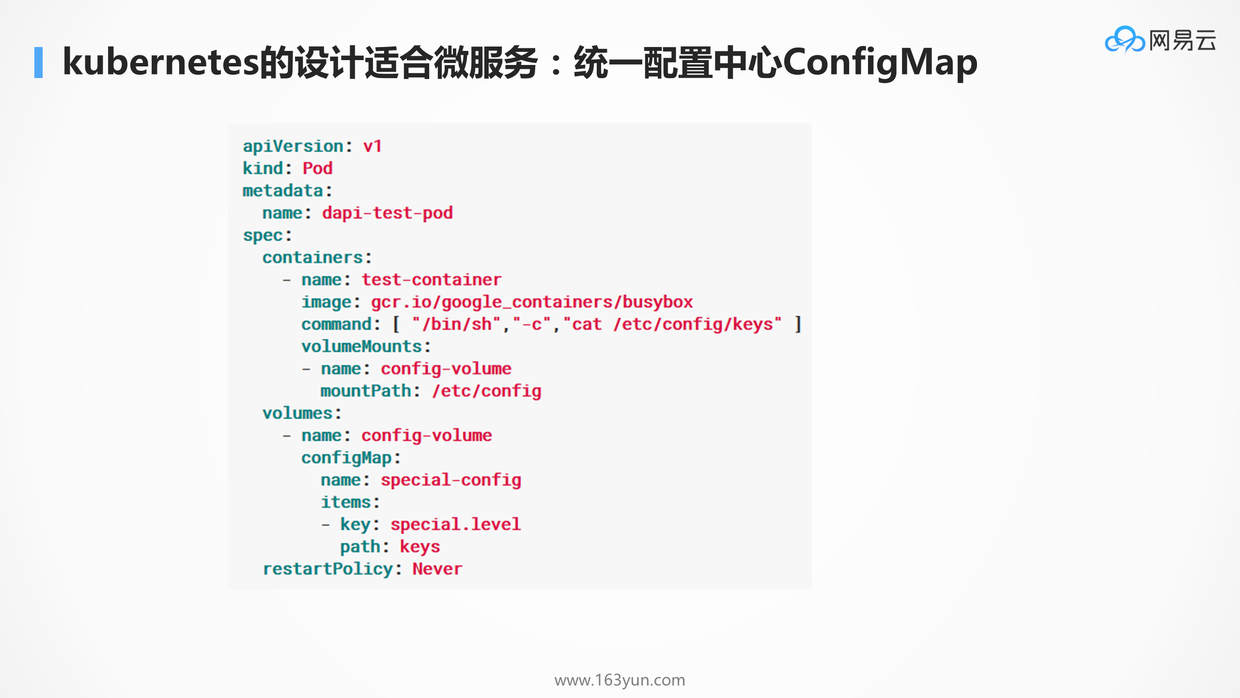 kubernetes的设计适合微服务：统一配置中心ConfigMap
网易云
apiVersion: v1
kind: Pod
metadata:
  name: dapi-test-pod
spec:
  containers:
    - name: test-container
      image: gcr.io/google_containers/busybox
      command: [ "/bin/sh","-c","cat /etc/config/keys" ]
      volumeMounts:
      - name: config-volume
        mountPath: /etc/config
  volumes:
    - name: config-volume
      configMap:
        name: special-config
        items:
        - key: special.level
          path: keys
  restartPolicy: Never
www.163yun.com